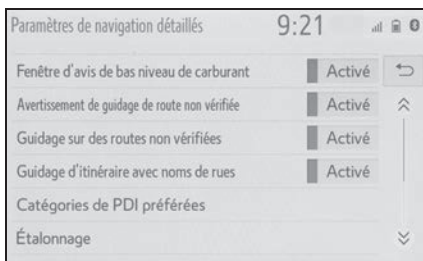 Paramètres de navigation détaillés 9:21
Fenêtre d'avis de bas niveau de carburant Activé
Avertissement de guidage de route non vérifiée Activé
Guidage sur des routes non vérifiées Activé
Guidage d'itinéraire avec noms de rues Activé
Catégories de PDI préférées
Étalonnage